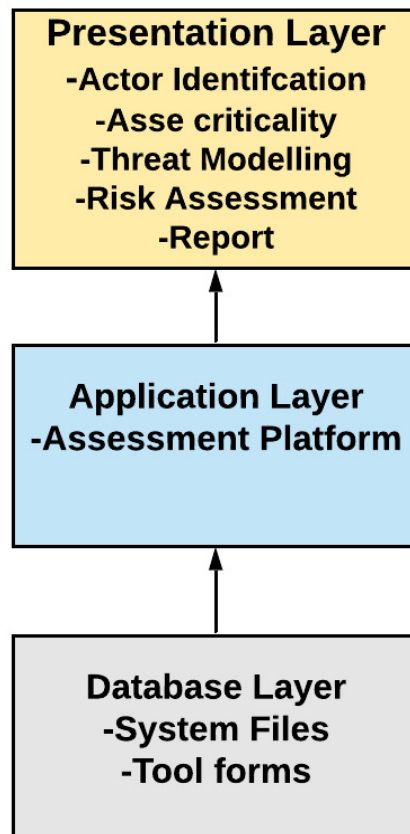 Presentation Layer
-Actor Identifcation
-Asse criticality
-Threat Modelling
-Risk Assessment
-Report
Application Layer
-Assessment Platform
Database Layer
-System Files
-Tool forms